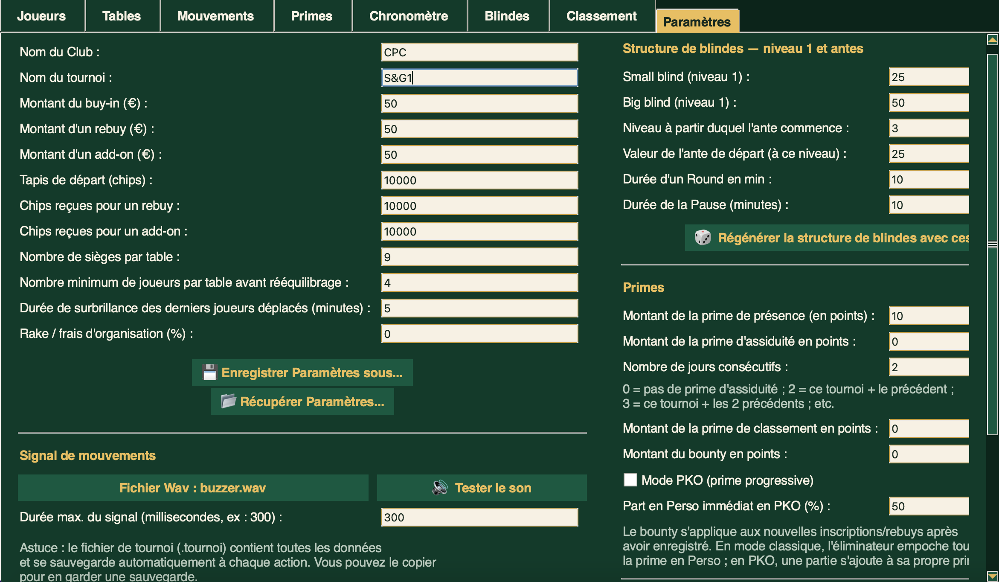 Joueurs
Tables
Mouvements
Primes
Chronomètre
Blindes
Classement
Paramètres
Nom du Club :
CPC
Nom du tournoi :
S&G1
Montant du buy-in (€) :
50
Montant d'un rebuy (€) :
50
Montant d'un add-on (€) :
50
Tapis de départ (chips) :
10000
Chips reçues pour un rebuy :
10000
Chips reçues pour un add-on :
10000
Nombre de sièges par table :
9
Nombre minimum de joueurs par table avant rééquilibrage :
4
Durée de surbrillance des derniers joueurs déplacés (minutes) :
5
Rake / frais d'organisation (%) :
0
Enregistrer Paramètres sous...
Récupérer Paramètres...
Signal de mouvements
Fichier Wav : buzzer.wav
Tester le son
Durée max. du signal (millisecondes, ex : 300) :
300
Astuce : le fichier de tournoi (.tournoi) contient toutes les données
et se sauvegarde automatiquement à chaque action. Vous pouvez le copier
pour en garder une sauvegarde.
Structure de blindes — niveau 1 et antes
Small blind (niveau 1) :
25
Big blind (niveau 1) :
50
Niveau à partir duquel l'ante commence :
3
Valeur de l'ante de départ (à ce niveau) :
25
Durée d'un Round en min :
10
Durée de la Pause (minutes) :
10
Régénérer la structure de blindes avec ces
Primes
Montant de la prime de présence (en points) :
10
Montant de la prime d'assiduité en points :
0
Nombre de jours consécutifs :
2
0 = pas de prime d'assiduité ; 2 = ce tournoi + le précédent ;
3 = ce tournoi + les 2 précédents ; etc.
Montant de la prime de classement en points :
0
Montant du bounty en points :
0
Mode PKO (prime progressive)
Part en Perso immédiat en PKO (%) :
50
Le bounty s'applique aux nouvelles inscriptions/rebuys après
avoir enregistré. En mode classique, l'éliminateur empoche tou
la prime en Perso ; en PKO, une partie s'ajoute à sa propre pri